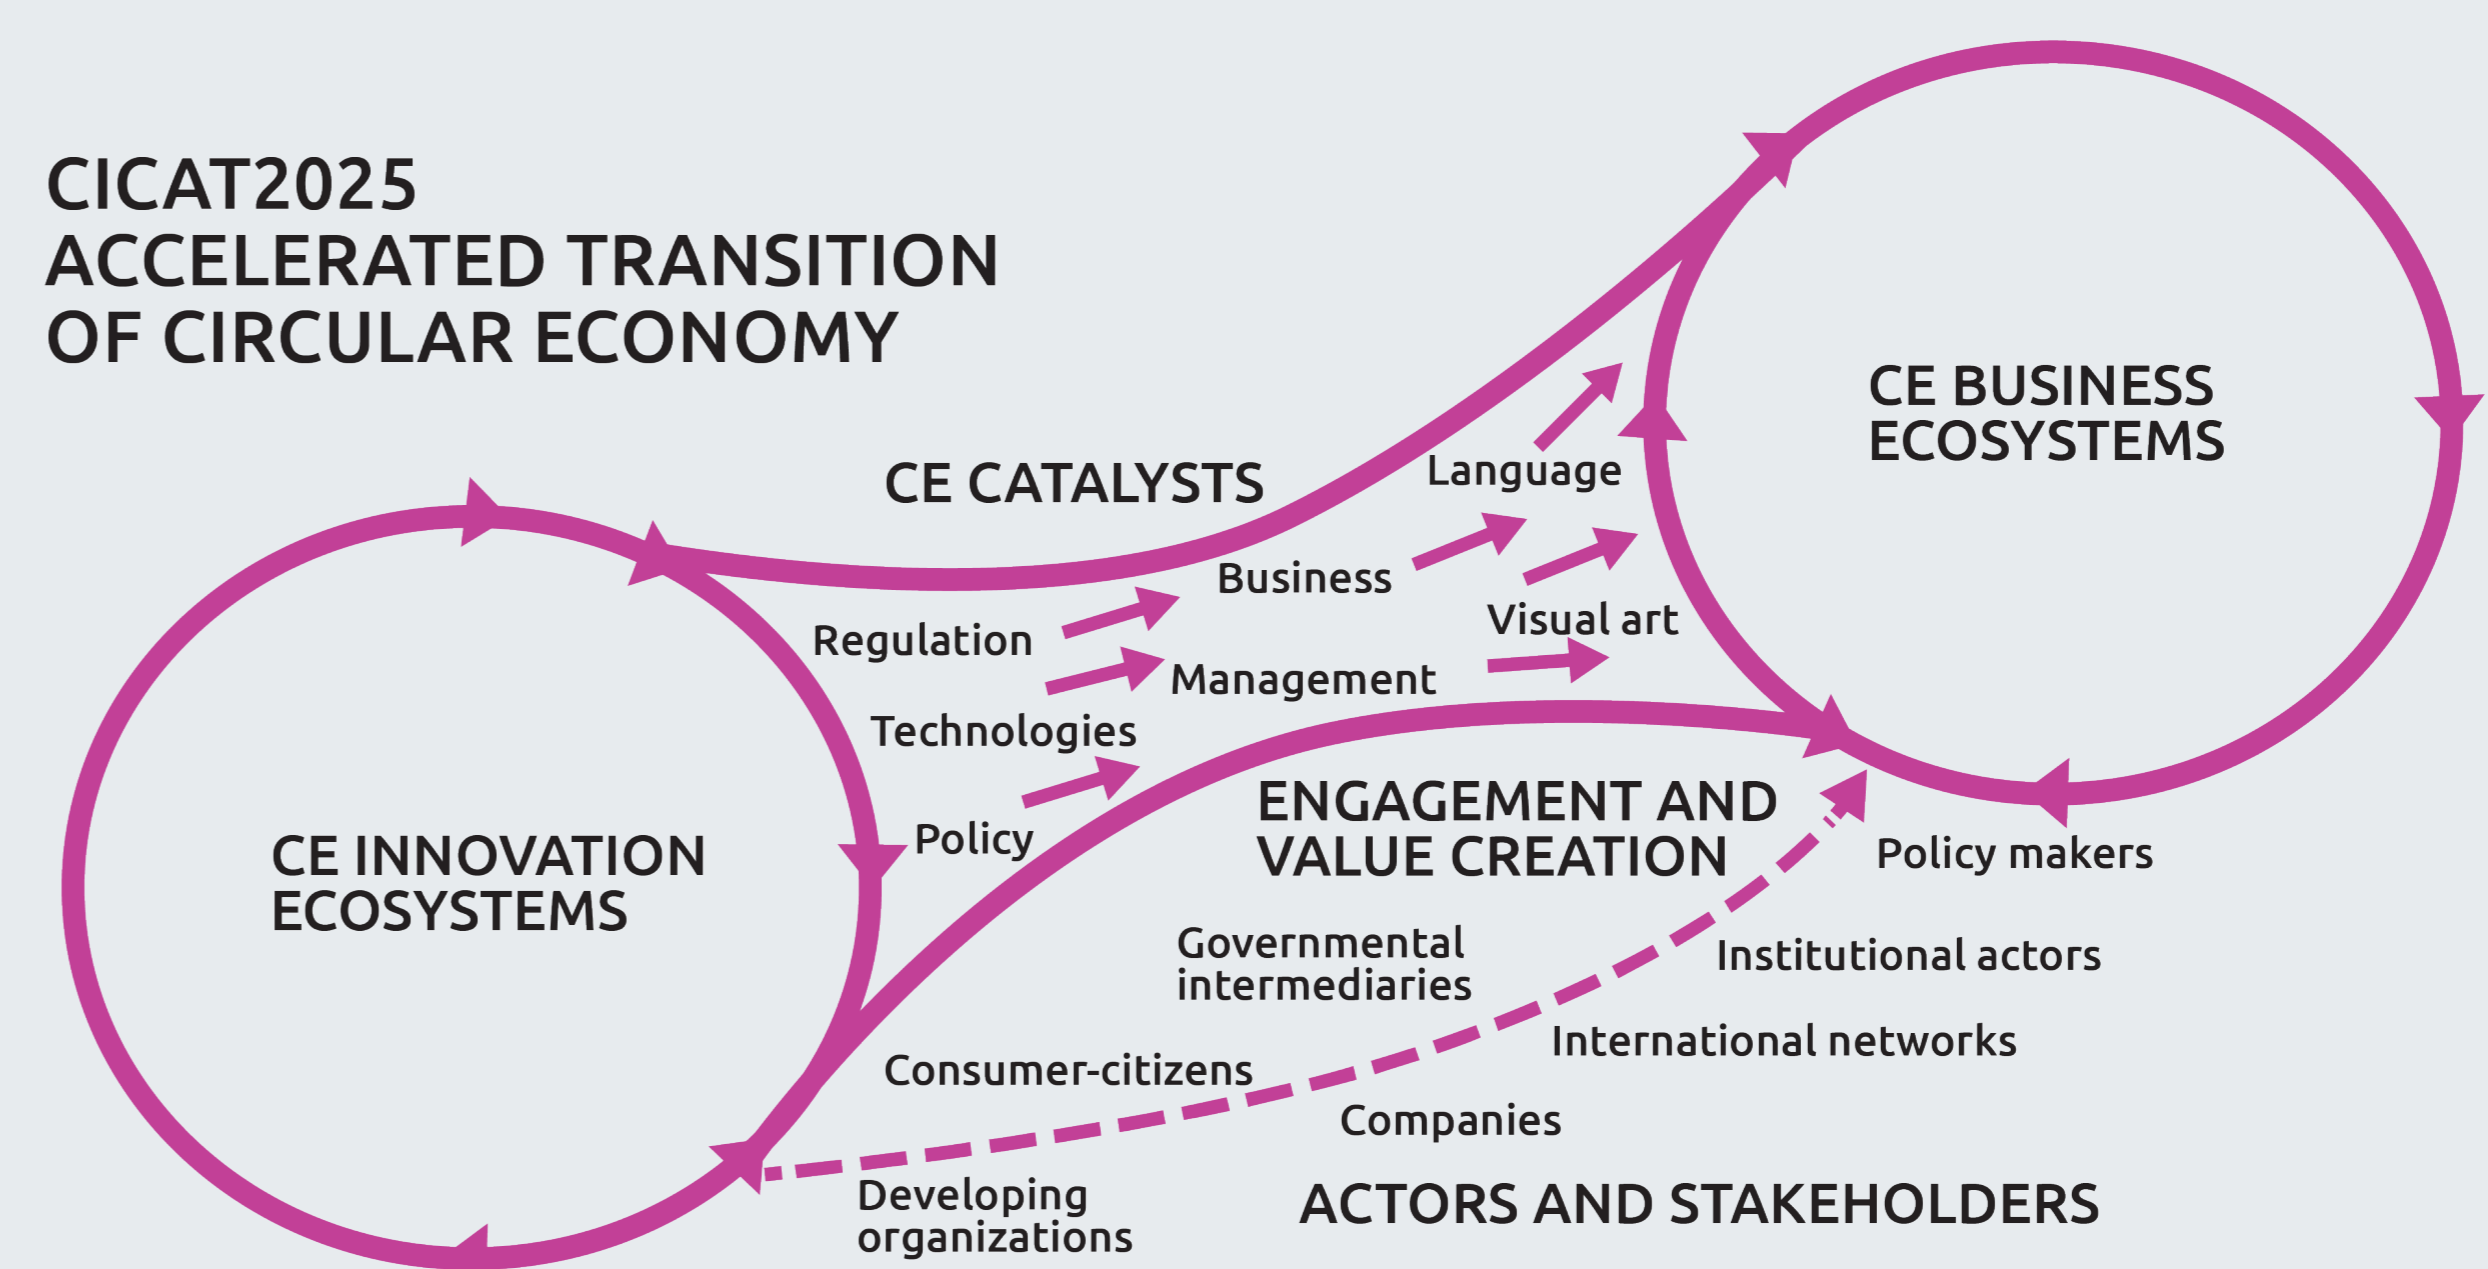 CICAT2025
ACCELERATED TRANSITION
OF CIRCULAR ECONOMY
CE BUSINESS
ECOSYSTEMS
CE CATALYSTS
Language
Business
Visual art
Regulation
Management
Technologies
Policy
CE INNOVATION
ECOSYSTEMS
ENGAGEMENT AND
VALUE CREATION
Policy makers
Governmental
intermediaries
Institutional actors
International networks
Consumer-citizens
Companies
Developing
organizations
ACTORS AND STAKEHOLDERS